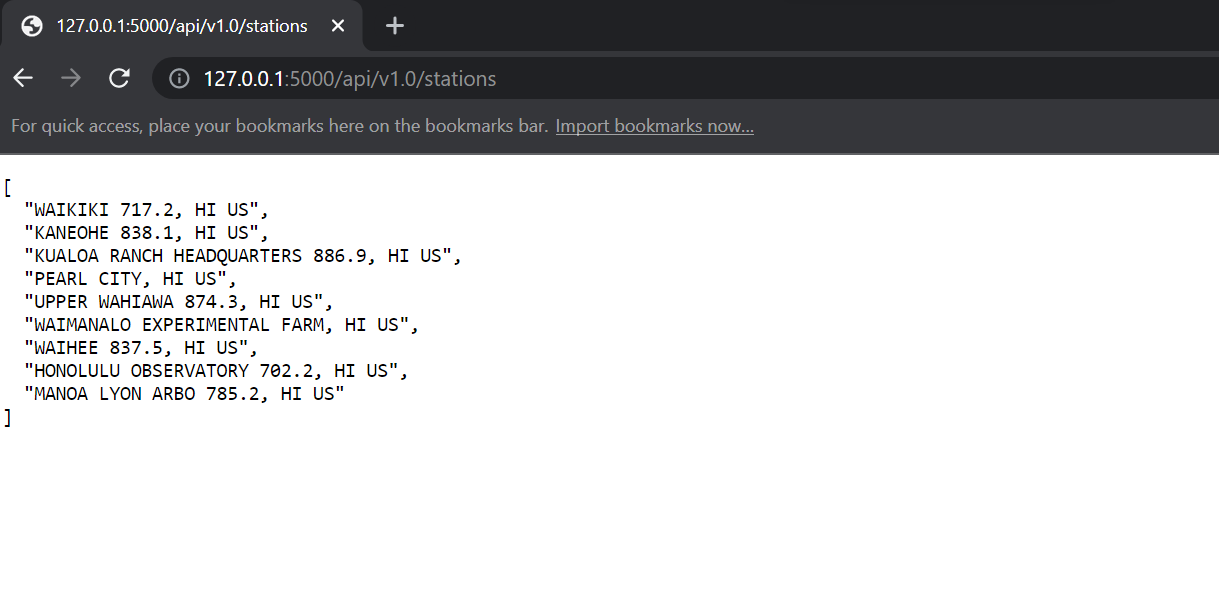 127.0.0.1:5000/api/v1.0/stations
127.0.0.1:5000/api/v1.0/stations
For quick access, place your bookmarks here on the bookmarks bar. Import bookmarks now...
[
"WAIKIKI 717.2, HI US",
"KANEOHE 838.1, HI US",
"KUALOA RANCH HEADQUARTERS 886.9, HI US",
"PEARL CITY, HI US",
"UPPER WAHIAWA 874.3, HI US",
"WAIMANALO EXPERIMENTAL FARM, HI US",
"WAIHEE 837.5, HI US",
"HONOLULU OBSERVATORY 702.2, HI US",
"MANOA LYON ARBO 785.2, HI US"
]